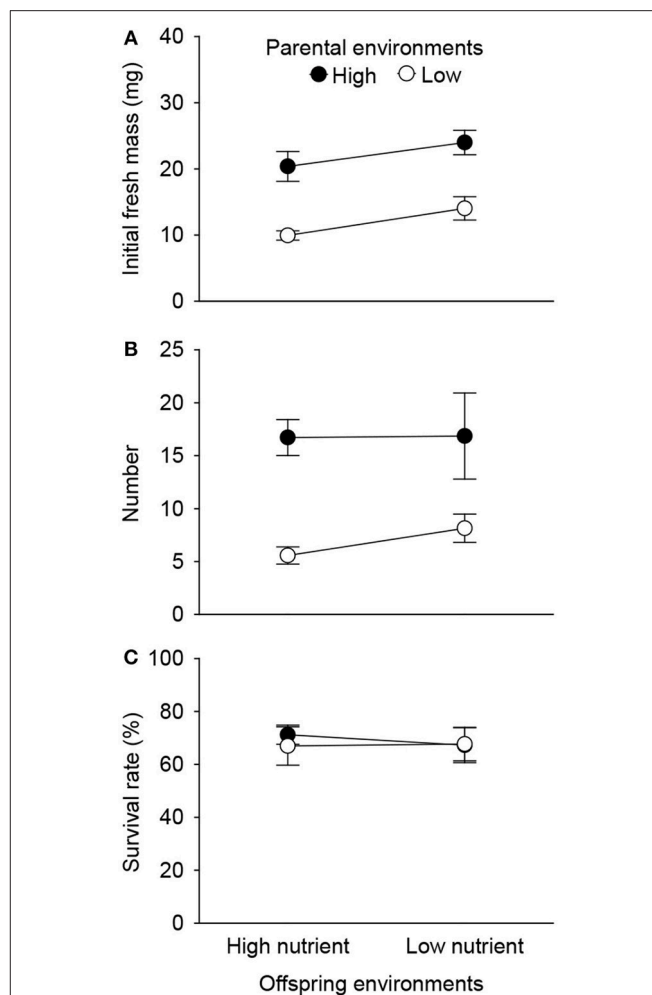 A
Parental environments
High Low
Initial fresh mass (mg)
40
30
20
10
0
B
Number
25
20
15
10
5
0
C
Survival rate (%)
100
80
60
40
20
0
High nutrient Low nutrient
Offspring environments